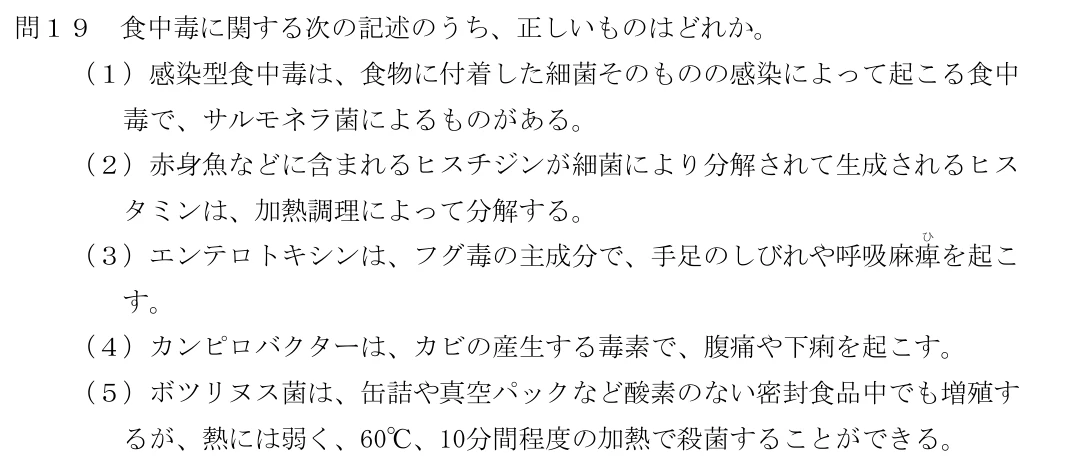 問１９　食中毒に関する次の記述のうち、正しいものはどれか。
（１）感染型食中毒は、食物に付着した細菌そのものの感染によって起こる食中
毒で、サルモネラ菌によるものがある。
（２）赤身魚などに含まれるヒスチジンが細菌により分解されて生成されるヒス
タミンは、加熱調理によって分解する。
（３）エンテロトキシンは、フグ毒の主成分で、手足のしびれや呼吸麻痺(ひ)を起こ
す。
（４）カンピロバクターは、カビの産生する毒素で、腹痛や下痢を起こす。
（５）ボツリヌス菌は、缶詰や真空パックなど酸素のない密封食品中でも増殖す
るが、熱には弱く、60℃、10分間程度の加熱で殺菌することができる。